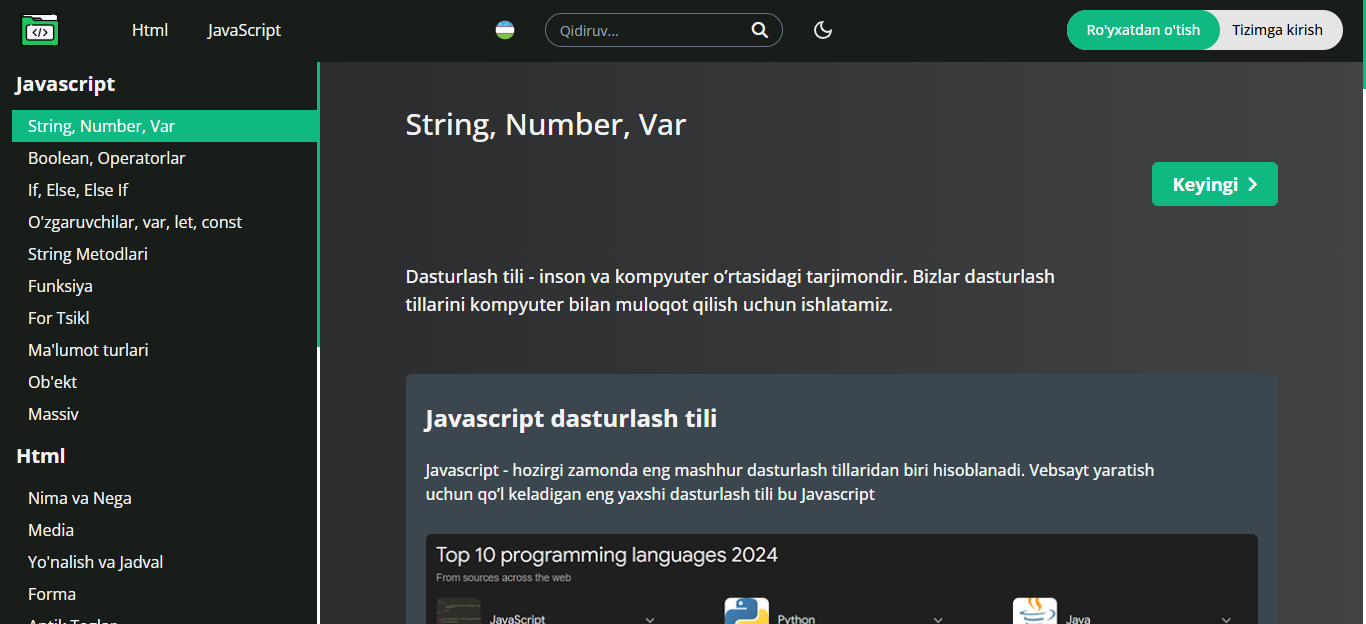 </>
Html
JavaScript
Qidiruv...
Ro'yxatdan o'tish
Tizimga kirish
Javascript
String, Number, Var
Boolean, Operatorlar
If, Else, Else If
O'zgaruvchilar, var, let, const
String Metodlari
Funksiya
For Tsikl
Ma'lumot turlari
Ob'ekt
Massiv
Html
Nima va Nega
Media
Yo'nalish va Jadval
Forma
Antik Teglar
String, Number, Var
Keyingi
Dasturlash tili - inson va kompyuter o’rtasidagi tarjimondir. Bizlar dasturlash
tillarini kompyuter bilan muloqot qilish uchun ishlatamiz.
Javascript dasturlash tili
Javascript - hozirgi zamonda eng mashhur dasturlash tillaridan biri hisoblanadi. Vebsayt yaratish
uchun qo’l keladigan eng yaxshi dasturlash tili bu Javascript
Top 10 programming languages 2024
From sources across the web
JavaScript
Python
Java